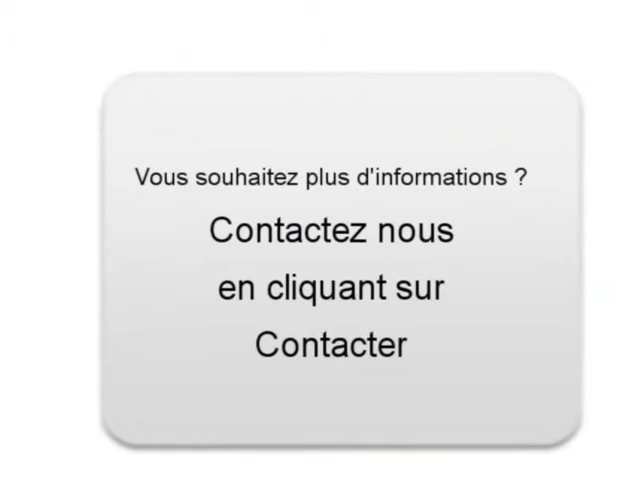 Vous souhaitez plus d'informations ?
Contactez nous
en cliquant sur
Contacter